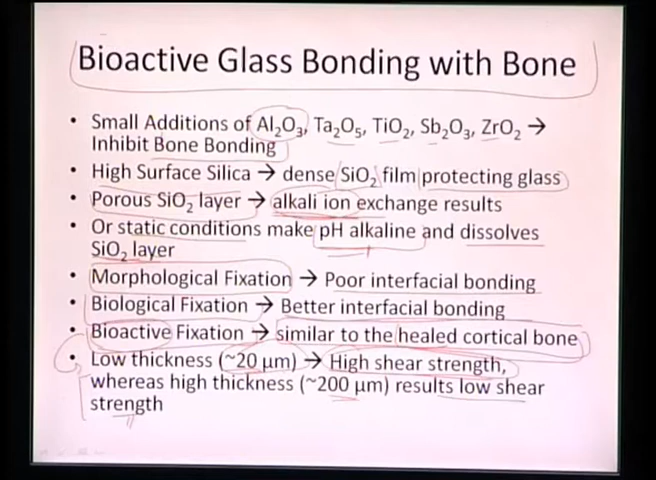 Bioactive Glass Bonding with Bone
• Small Additions of Al₂O₃, Ta₂O₅, TiO₂, Sb₂O₃, ZrO₂ →
Inhibit Bone Bonding
• High Surface Silica → dense SiO₂ film protecting glass
• Porous SiO₂ layer → alkali ion exchange results
• Or static conditions make pH alkaline and dissolves
SiO₂ layer
• Morphological Fixation → Poor interfacial bonding
• Biological Fixation → Better interfacial bonding
• Bioactive Fixation → similar to the healed cortical bone
• Low thickness (~20 μm) → High shear strength,
whereas high thickness (~200 μm) results low shear
strength